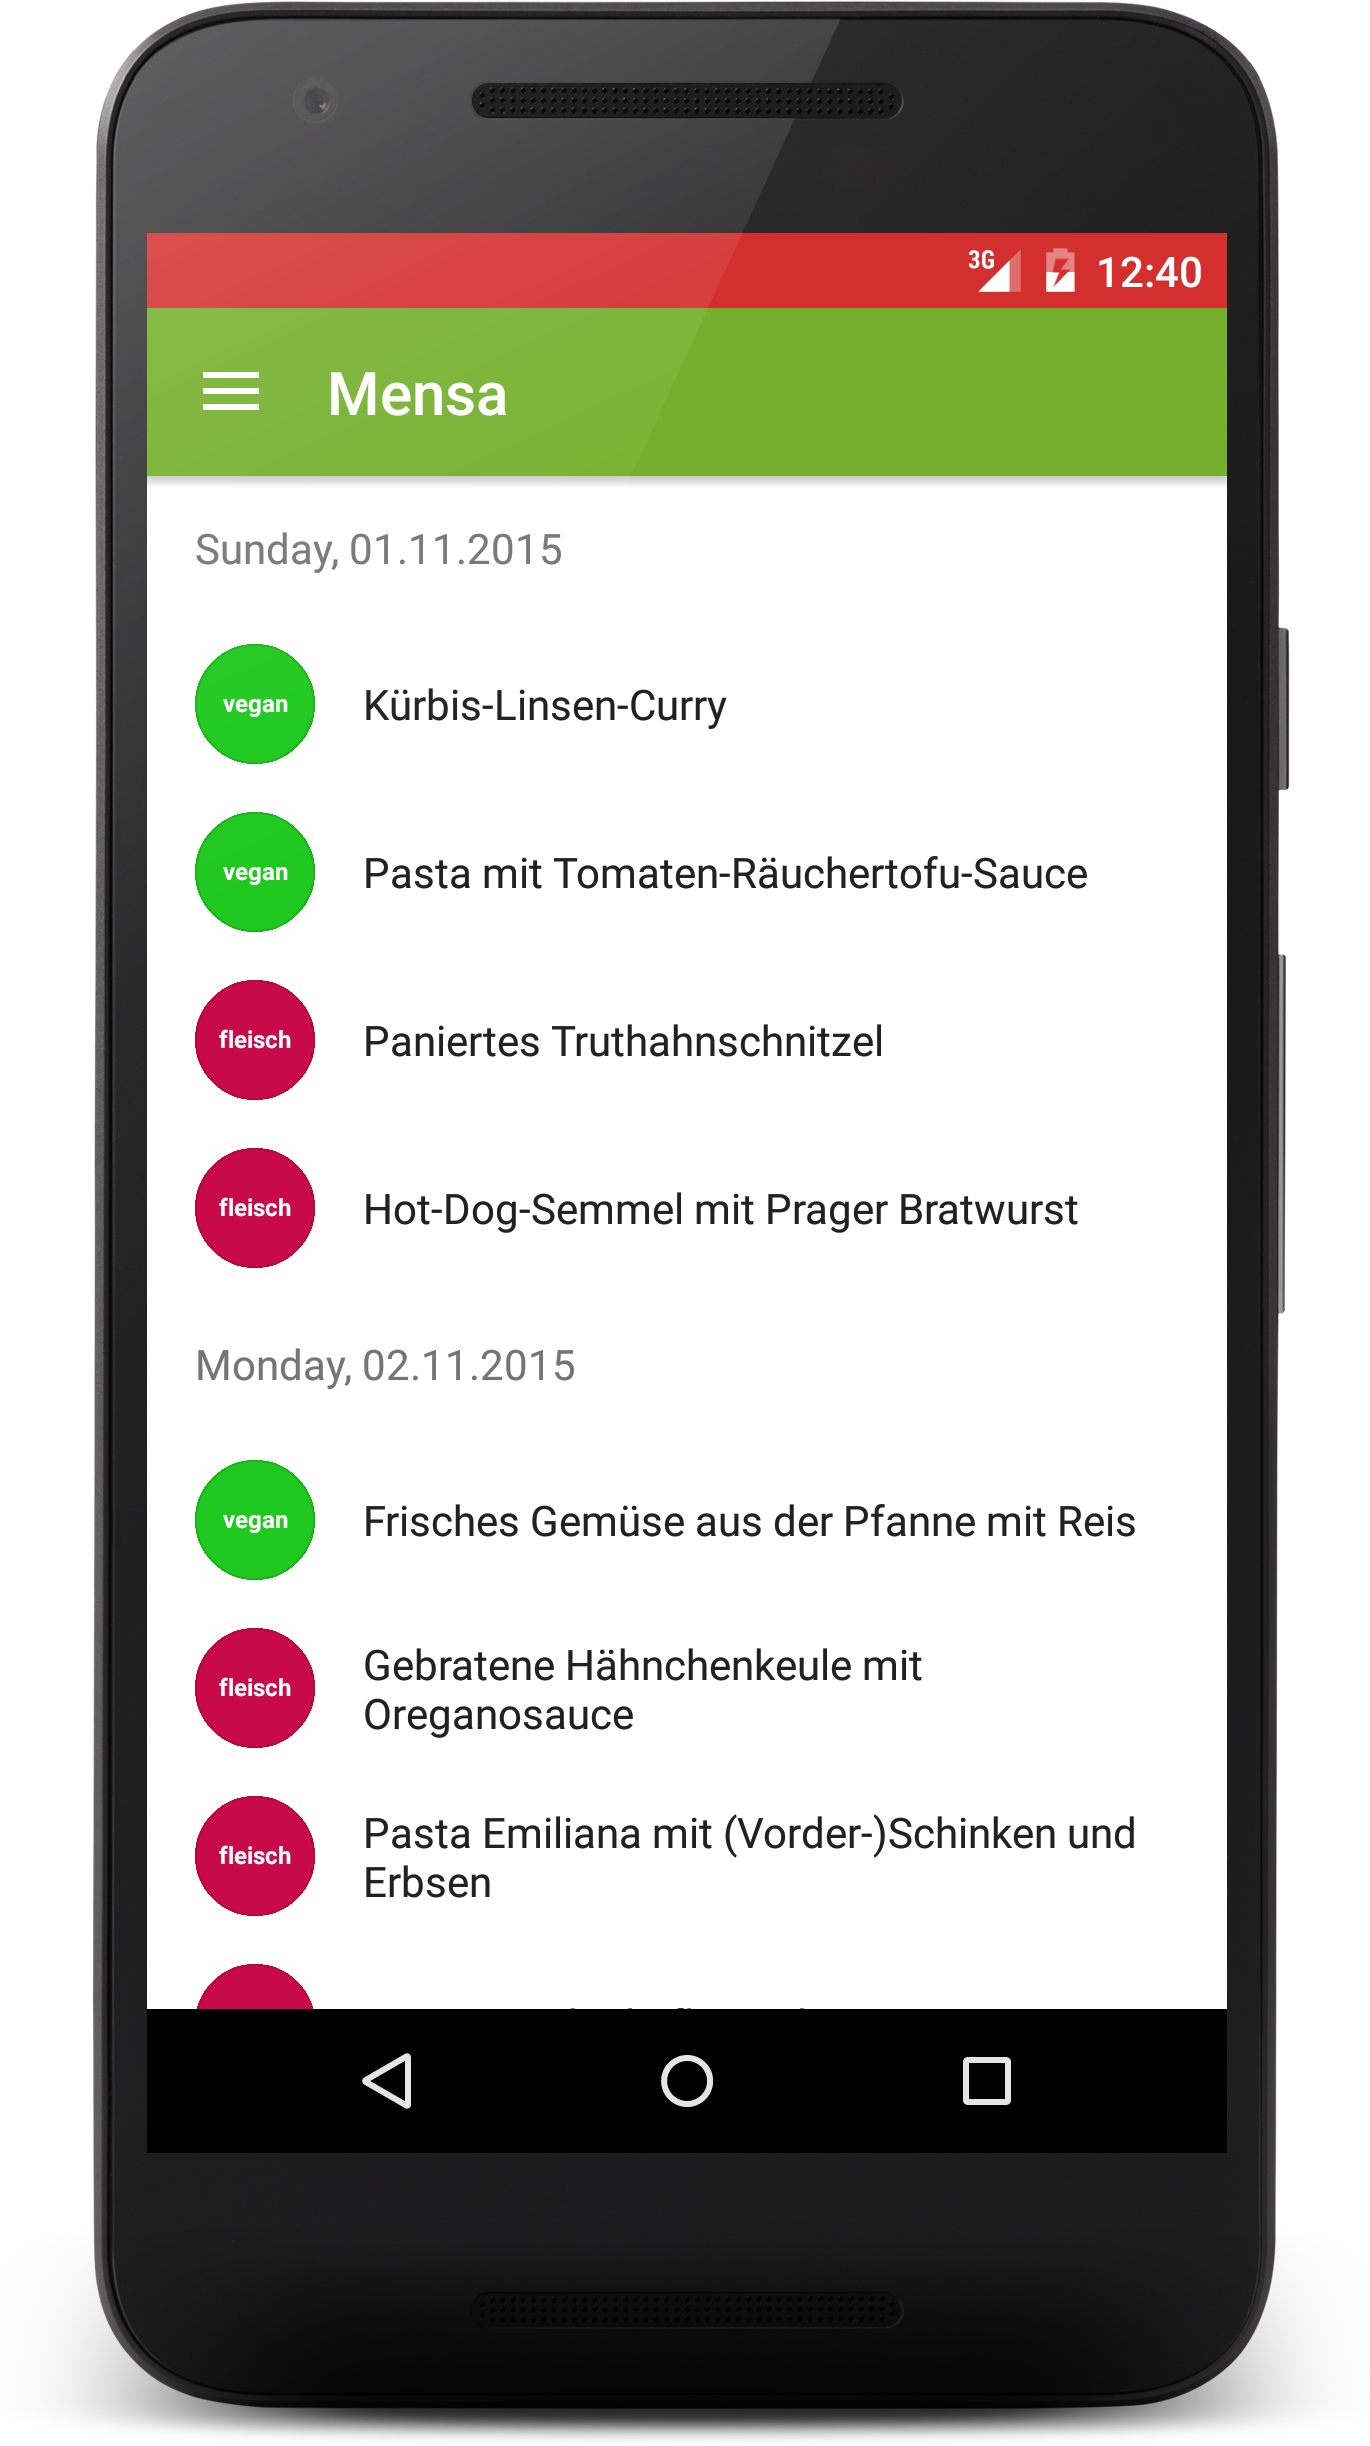 3G 12:40
Mensa
Sunday, 01.11.2015
vegan Kürbis-Linsen-Curry
vegan Pasta mit Tomaten-Räuchertofu-Sauce
fleisch Paniertes Truthahnschnitzel
fleisch Hot-Dog-Semmel mit Prager Bratwurst
Monday, 02.11.2015
vegan Frisches Gemüse aus der Pfanne mit Reis
fleisch Gebratene Hähnchenkeule mit
Oreganosauce
fleisch Pasta Emiliana mit (Vorder-)Schinken und
Erbsen